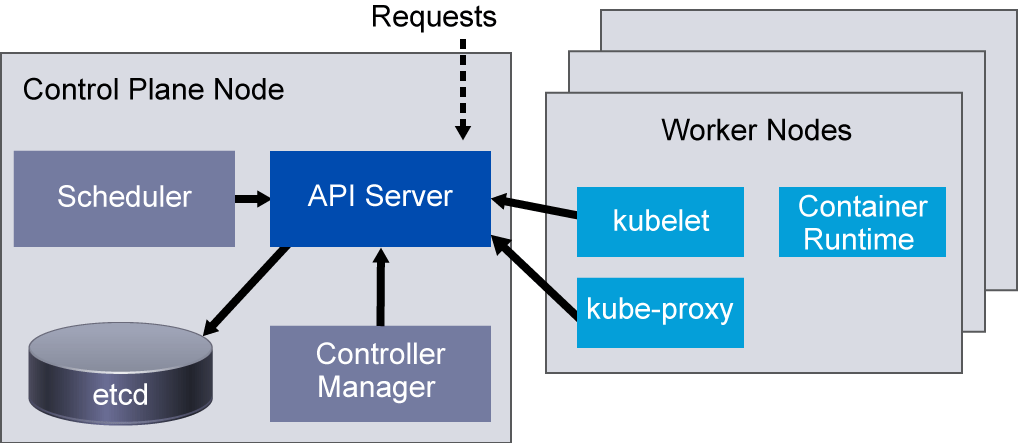 Requests
Control Plane Node
Scheduler
API Server
etcd
Controller
Manager
Worker Nodes
kubelet
Container
Runtime
kube-proxy